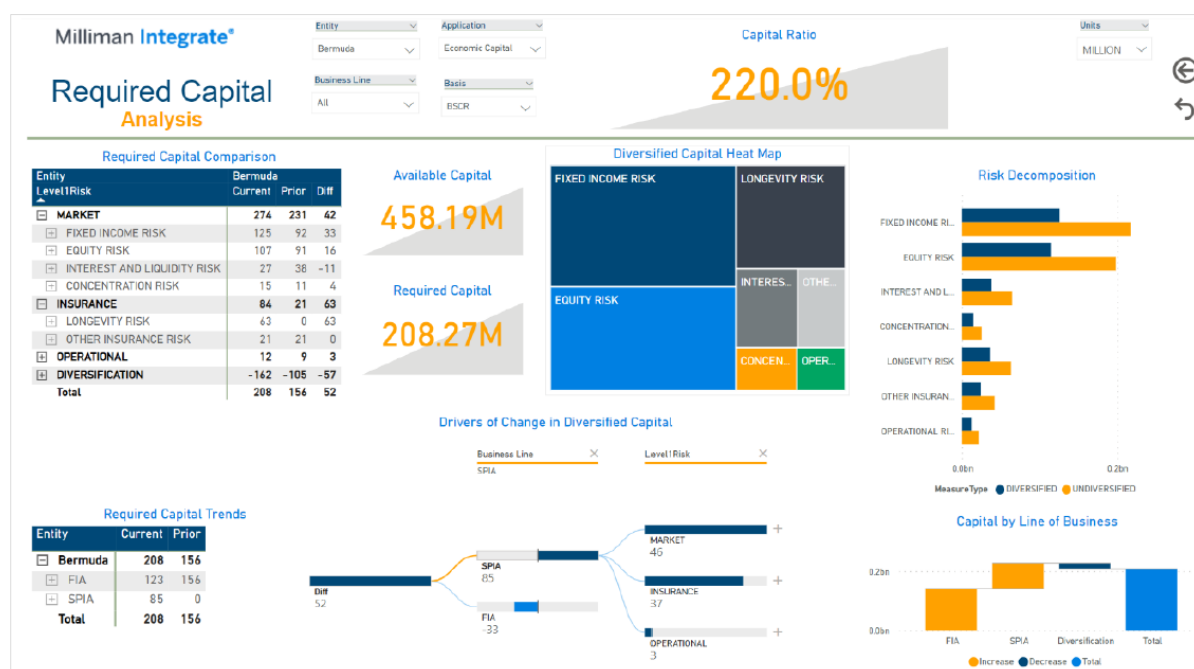 Milliman Integrate®
Required Capital
Analysis
Entity
Bermuda
Application
Economic Capital
Business Line
All
Basis
BSCR
Capital Ratio
220.0%
Units
MILLION
Required Capital Comparison
Entity Bermuda
Level1Risk Current Prior Diff
MARKET 274 231 42
FIXED INCOME RISK 125 92 33
EQUITY RISK 107 91 16
INTEREST AND LIQUIDITY RISK 27 38 -11
CONCENTRATION RISK 15 11 4
INSURANCE 84 21 63
LONGEVITY RISK 63 0 63
OTHER INSURANCE RISK 21 21 0
OPERATIONAL 12 9 3
DIVERSIFICATION -162 -105 -57
Total 208 156 52
Available Capital
458.19M
Required Capital
208.27M
Diversified Capital Heat Map
FIXED INCOME RISK
LONGEVITY RISK
EQUITY RISK
INTERES...
OTHE...
CONCEN...
OPER...
Risk Decomposition
FIXED INCOME RI...
EQUITY RISK
INTEREST AND L...
CONCENTRATION...
LONGEVITY RISK
OTHER INSURAN...
OPERATIONAL RI...
0.0bn 0.2bn
MeasureType DIVERSIFIED UNDIVERSIFIED
Drivers of Change in Diversified Capital
Business Line
SPIA
Level1Risk
Diff
52
SPIA
85
FIA
-33
MARKET
46
INSURANCE
37
OPERATIONAL
3
Required Capital Trends
Entity Current Prior
Bermuda 208 156
FIA 123 156
SPIA 85 0
Total 208 156
Capital by Line of Business
0.2bn
0.0bn
FIA SPIA Diversification Total
Increase Decrease Total